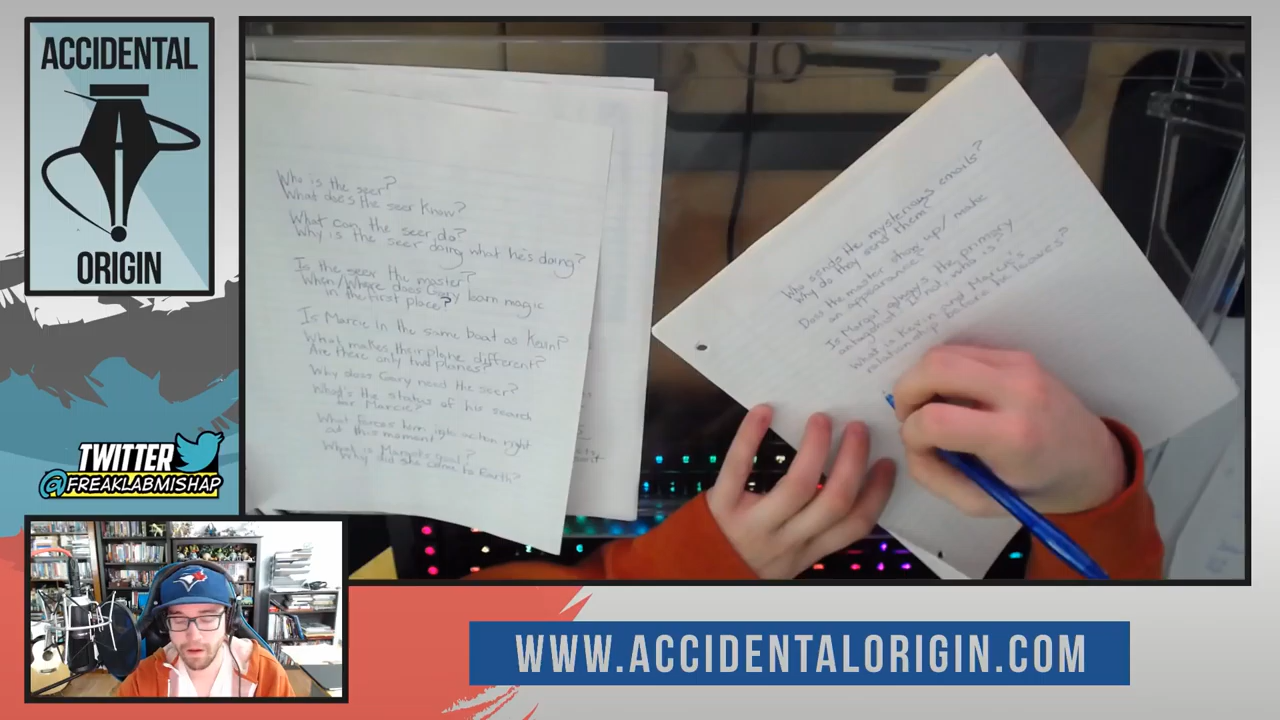 ACCIDENTAL
ORIGIN
TWITTER
@FREAKLABMISHAP
Who is the seer?
What does the seer know?
What can the seer do?
Why is the seer doing what he's doing?
Is the seer the master?
When/Where does Gary learn magic
in the first place?
Is Marcie in the same boat as Kevin?
What makes their plane different?
Are there only two planes?
Why does Gary need the seer?
What's the status of his search
for Marcie?
What forces him into action right
at this moment
What is Margot's goal?
Why did she come to Earth?
Who sends the mysterious emails?
Why do they send them?
Does the master show up/make
an appearance?
Is Margot always the primary
antagonist? If not, who is?
What is Kevin and Marcie's
relationship before he leaves?
WWW.ACCIDENTALORIGIN.COM